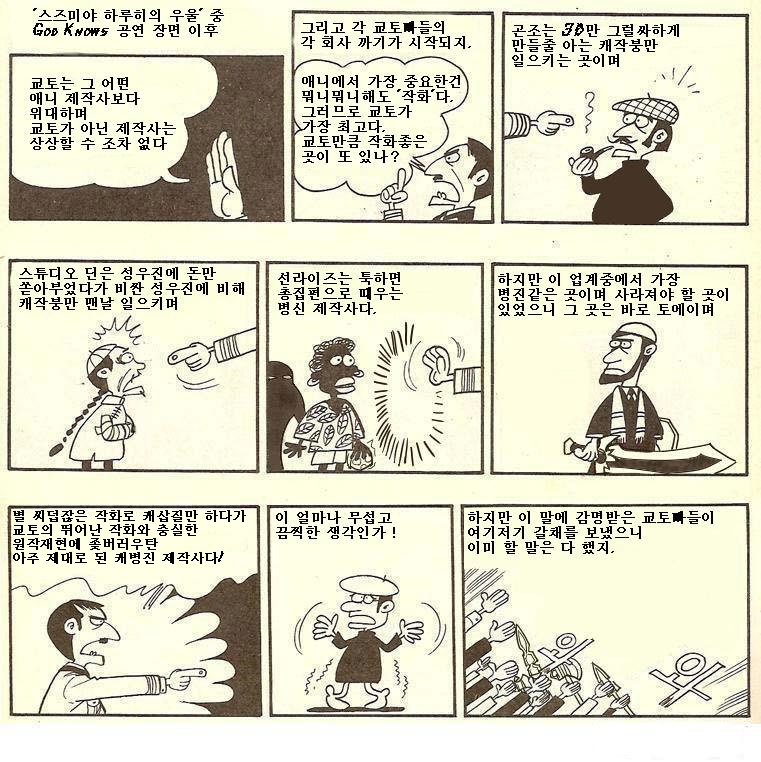 '스즈미야 하루히의 우울' 중
GOD KNOWS 공연 장면 이후
교토는 그 어떤
애니 제작사보다
위대하며
교토가 아닌 제작사는
상상할 수 조차 없다
그리고 각 교토빠들의
각 회사 까기가 시작되지.
애니에서 가장 중요한건
뭐니뭐니해도 '작화'다.
그러므로 교토가
가장 최고다.
교토만큼 작화좋은
곳이 또 있나?
곤조는 3D만 그럴싸하게
만들줄 아는 캐작붕만
일으키는 곳이며
스튜디오 딘은 성우진에 돈만
쏟아부었다가 비싼 성우진에 비해
캐작붕만 맨날 일으키며
선라이즈는 툭하면
총집편으로 때우는
병신 제작사다.
하지만 이 업계중에서 가장
병진같은 곳이며 사라져야 할 곳이
있었으니 그 곳은 바로 토에이며
별 찌덥잖은 작화로 캐삽질만 하다가
교토의 뛰어난 작화와 충실한
원작재현에 좆버러우탄
아주 제대로 된 캐병진 제작사다!
이 얼마나 무섭고
끔찍한 생각인가!
하지만 이 말에 감명받은 교토빠들이
여기저기 갈채를 보냈으니
이미 할 말은 다 했지.